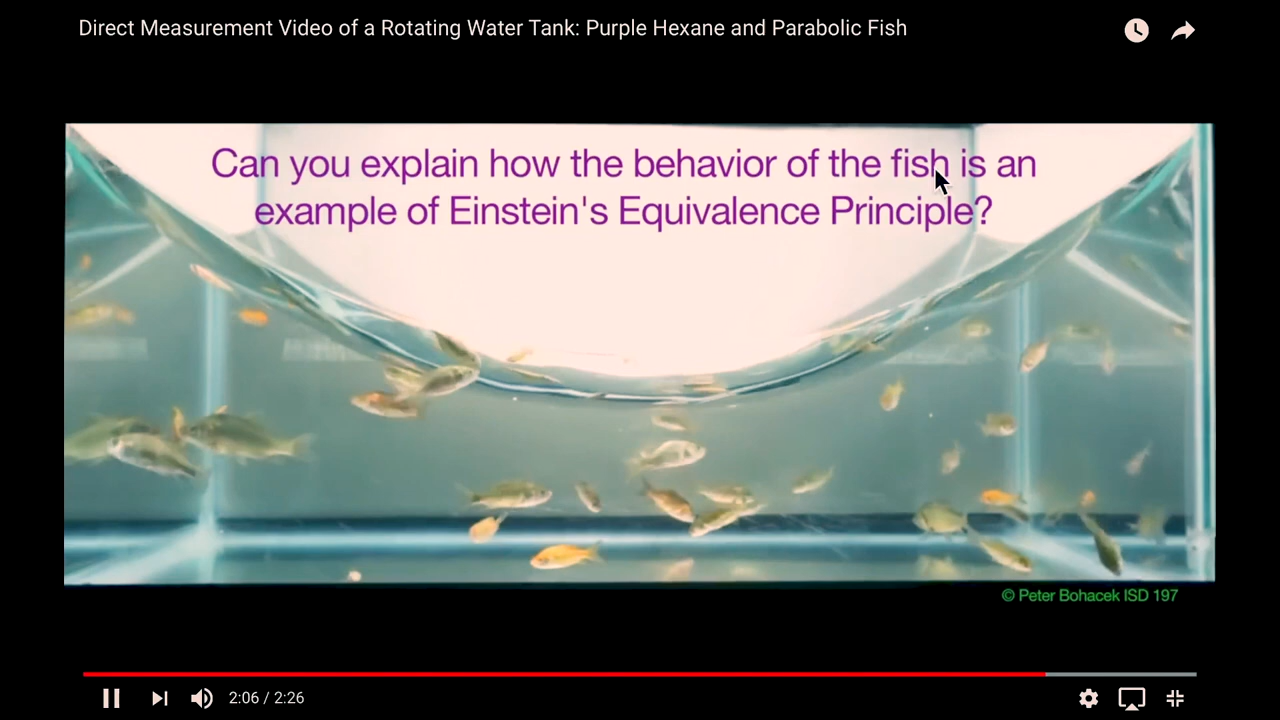 Direct Measurement Video of a Rotating Water Tank: Purple Hexane and Parabolic Fish
Can you explain how the behavior of the fish is an
example of Einstein's Equivalence Principle?
© Peter Bohacek ISD 197
2:06 / 2:26